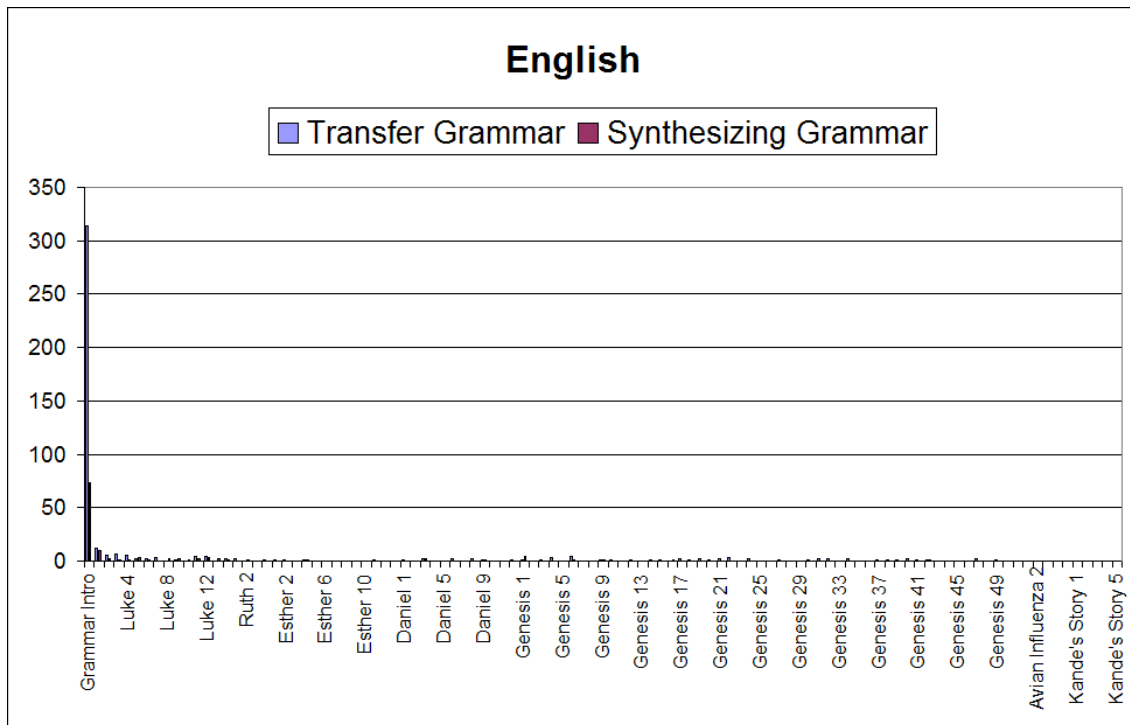 English
Transfer Grammar Synthesizing Grammar
350
300
250
200
150
100
50
0
Grammar Intro
Luke 4
Luke 8
Luke 12
Ruth 2
Esther 2
Esther 6
Esther 10
Daniel 1
Daniel 5
Daniel 9
Genesis 1
Genesis 5
Genesis 9
Genesis 13
Genesis 17
Genesis 21
Genesis 25
Genesis 29
Genesis 33
Genesis 37
Genesis 41
Genesis 45
Genesis 49
Avian Influenza 2
Kande's Story 1
Kande's Story 5